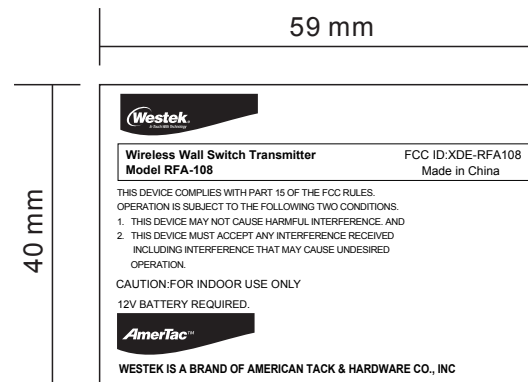 59 mm
40 mm
Westek.
Wireless Wall Switch Transmitter FCC ID:XDE-RFA108
Model RFA-108 Made in China
THIS DEVICE COMPLIES WITH PART 15 OF THE FCC RULES.
OPERATION IS SUBJECT TO THE FOLLOWING TWO CONDITIONS.
1. THIS DEVICE MAY NOT CAUSE HARMFUL INTERFERENCE. AND
2. THIS DEVICE MUST ACCEPT ANY INTERFERENCE RECEIVED
INCLUDING INTERFERENCE THAT MAY CAUSE UNDESIRED
OPERATION.
CAUTION:FOR INDOOR USE ONLY
12V BATTERY REQUIRED.
AmerTac™
WESTEK IS A BRAND OF AMERICAN TACK & HARDWARE CO., INC